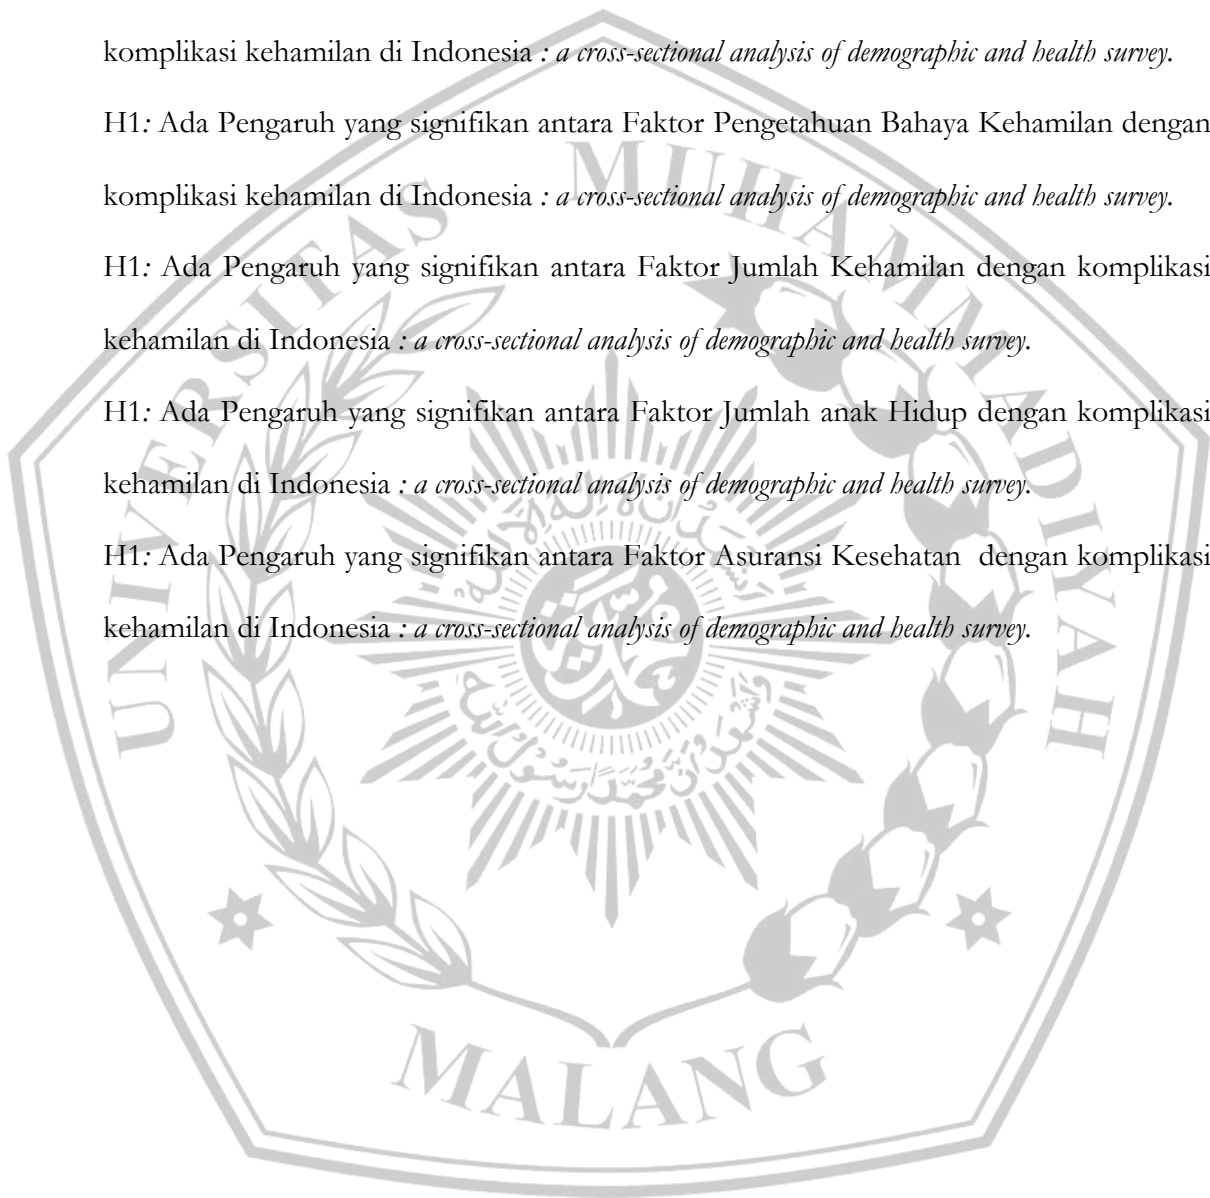 komplikasi kehamilan di Indonesia : a cross-sectional analysis of demographic and health survey.
H1: Ada Pengaruh yang signifikan antara Faktor Pengetahuan Bahaya Kehamilan dengan
komplikasi kehamilan di Indonesia : a cross-sectional analysis of demographic and health survey.
H1: Ada Pengaruh yang signifikan antara Faktor Jumlah Kehamilan dengan komplikasi
kehamilan di Indonesia : a cross-sectional analysis of demographic and health survey.
H1: Ada Pengaruh yang signifikan antara Faktor Jumlah anak Hidup dengan komplikasi
kehamilan di Indonesia : a cross-sectional analysis of demographic and health survey.
H1: Ada Pengaruh yang signifikan antara Faktor Asuransi Kesehatan  dengan komplikasi
kehamilan di Indonesia : a cross-sectional analysis of demographic and health survey.
UNIVERSITAS MUHAMMADIYAH
MALANG